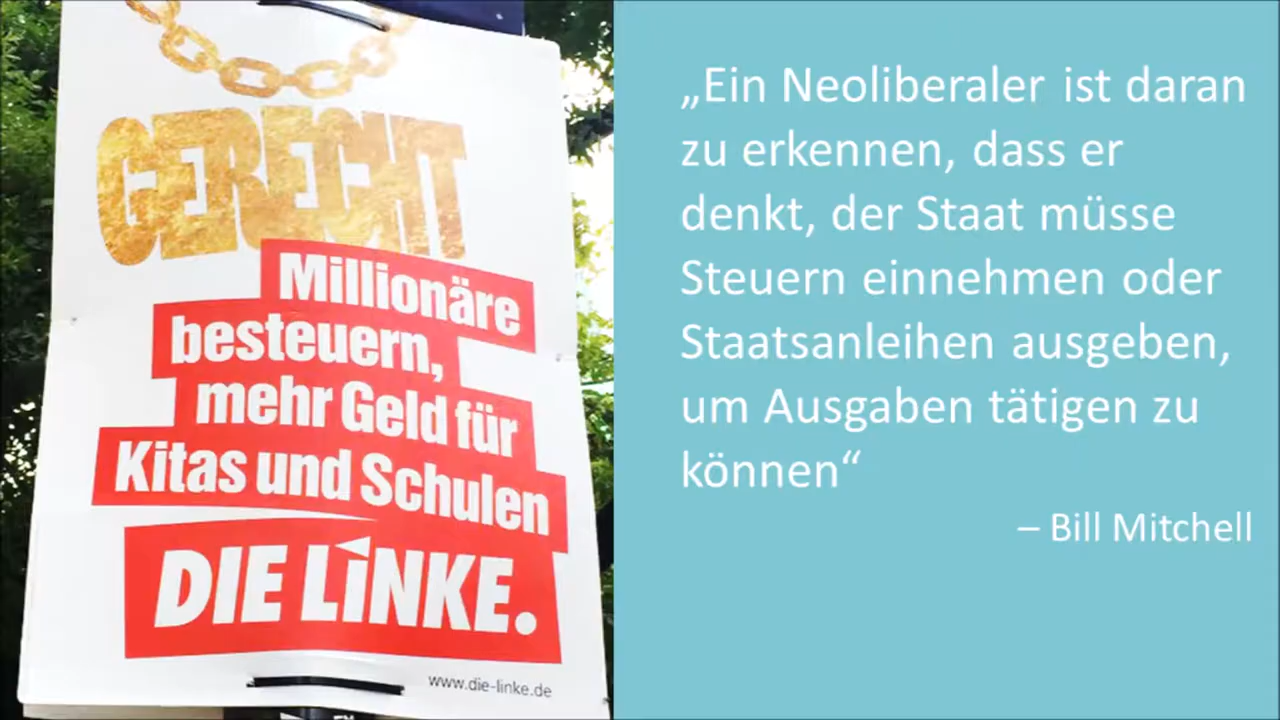 GERECHT
Millionäre
besteuern,
mehr Geld für
Kitas und Schulen
DIE LINKE.
www.die-linke.de
„Ein Neoliberaler ist daran
zu erkennen, dass er
denkt, der Staat müsse
Steuern einnehmen oder
Staatsanleihen ausgeben,
um Ausgaben tätigen zu
können“
– Bill Mitchell